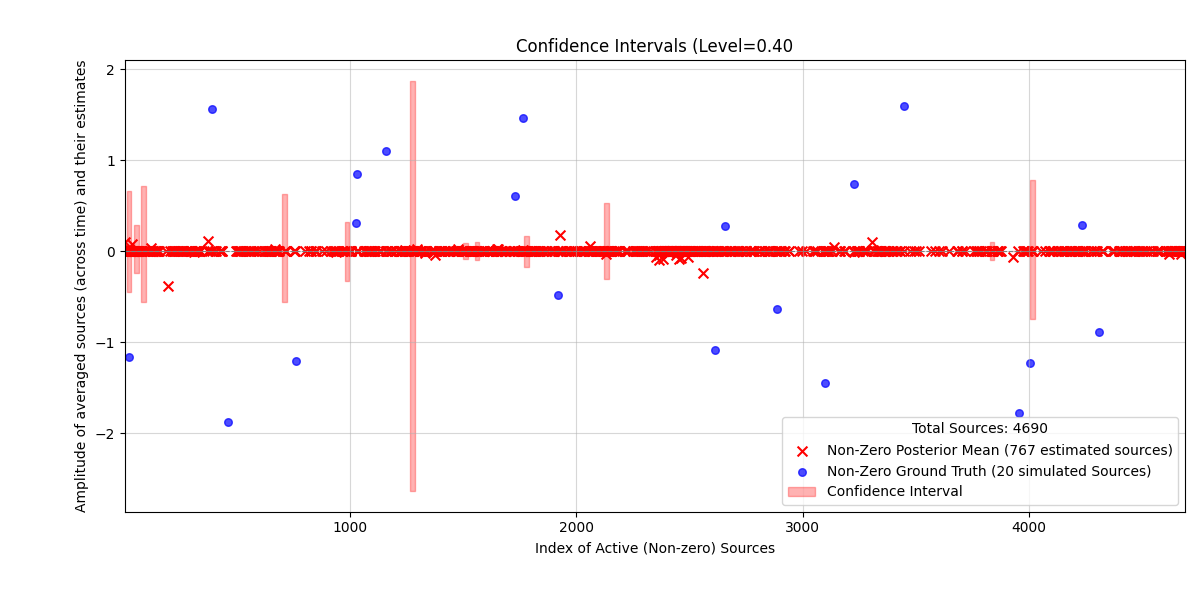 Confidence Intervals (Level=0.40
Amplitude of averaged sources (across time) and their estimates
2
1
0
−1
−2
Total Sources: 4690
Non-Zero Posterior Mean (767 estimated sources)
Non-Zero Ground Truth (20 simulated Sources)
Confidence Interval
1000
2000
3000
4000
Index of Active (Non-zero) Sources